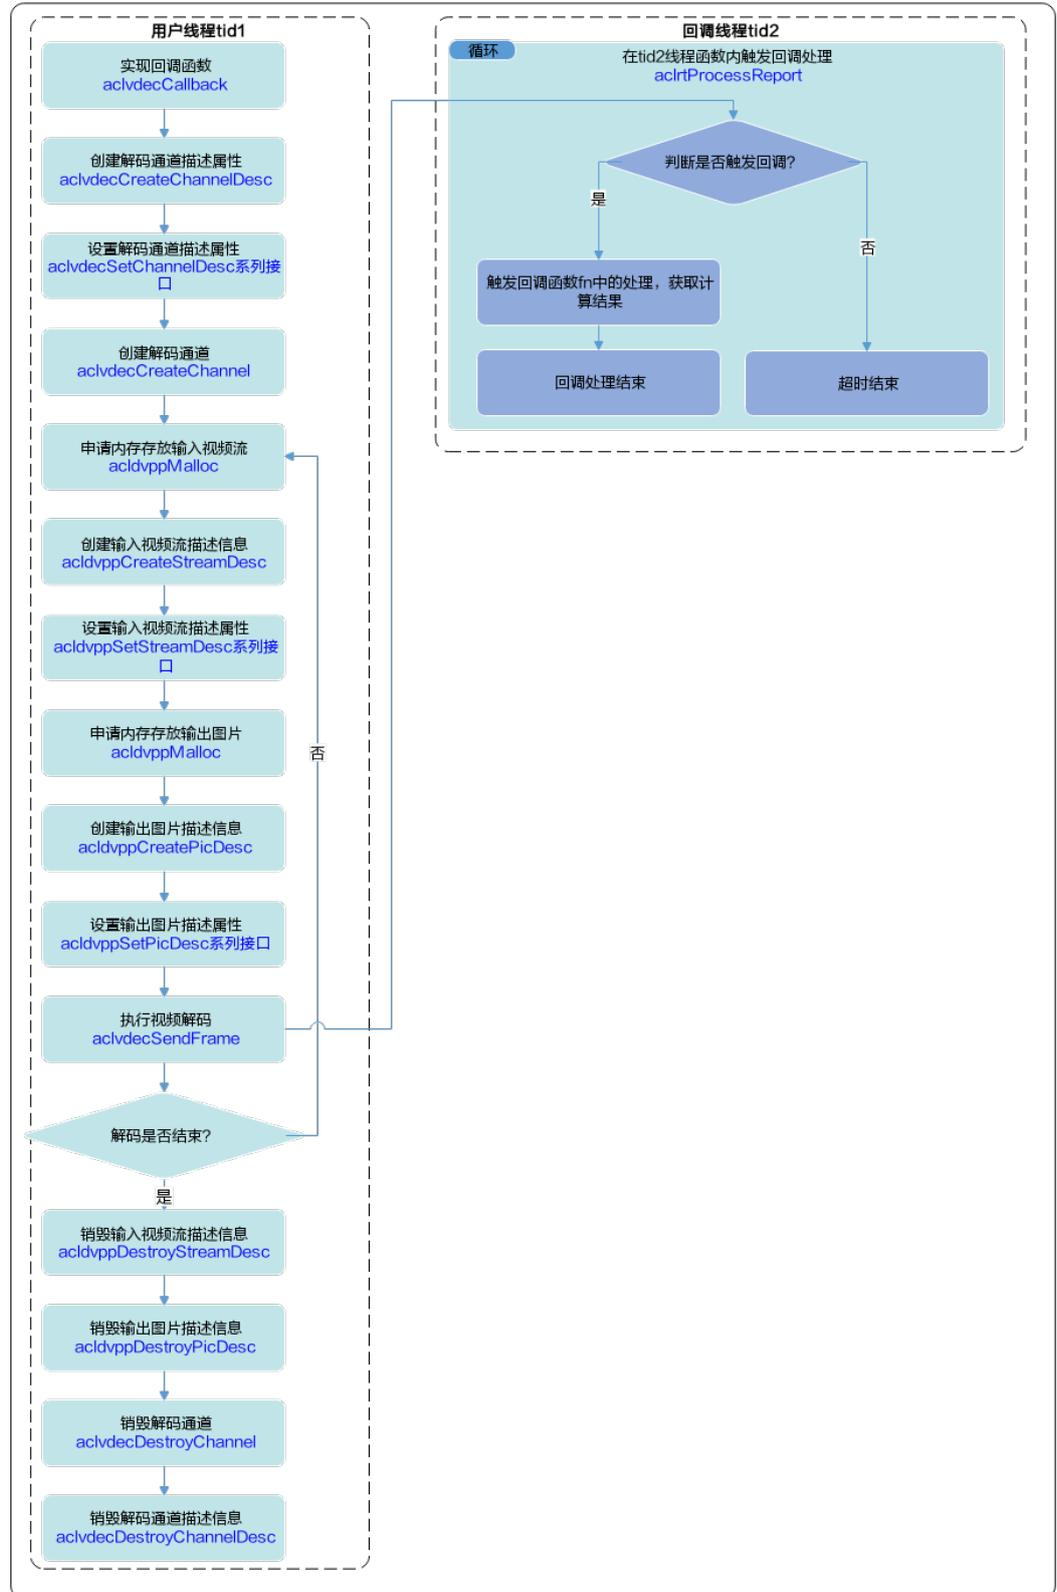 用户线程tid1
实现回调函数
aclvdecCallback
创建解码通道描述属性
aclvdecCreateChannelDesc
设置解码通道描述属性
aclvdecSetChannelDesc系列接
口
创建解码通道
aclvdecCreateChannel
申请内存存放输入视频流
acldvppMalloc
创建输入视频流描述信息
acldvppCreateStreamDesc
设置输入视频流描述属性
acldvppSetStreamDesc系列接
口
申请内存存放输出图片
acldvppMalloc
否
创建输出图片描述信息
acldvppCreatePicDesc
设置输出图片描述属性
acldvppSetPicDesc系列接口
执行视频解码
aclvdecSendFrame
解码是否结束?
是
销毁输入视频流描述信息
acldvppDestroyStreamDesc
销毁输出图片描述信息
acldvppDestroyPicDesc
销毁解码通道
aclvdecDestroyChannel
销毁解码通道描述信息
aclvdecDestroyChannelDesc
回调线程tid2
循环
在tid2线程函数内触发回调处理
aclrtProcessReport
判断是否触发回调?
是
否
触发回调函数fn中的处理，获取计
算结果
回调处理结束
超时结束